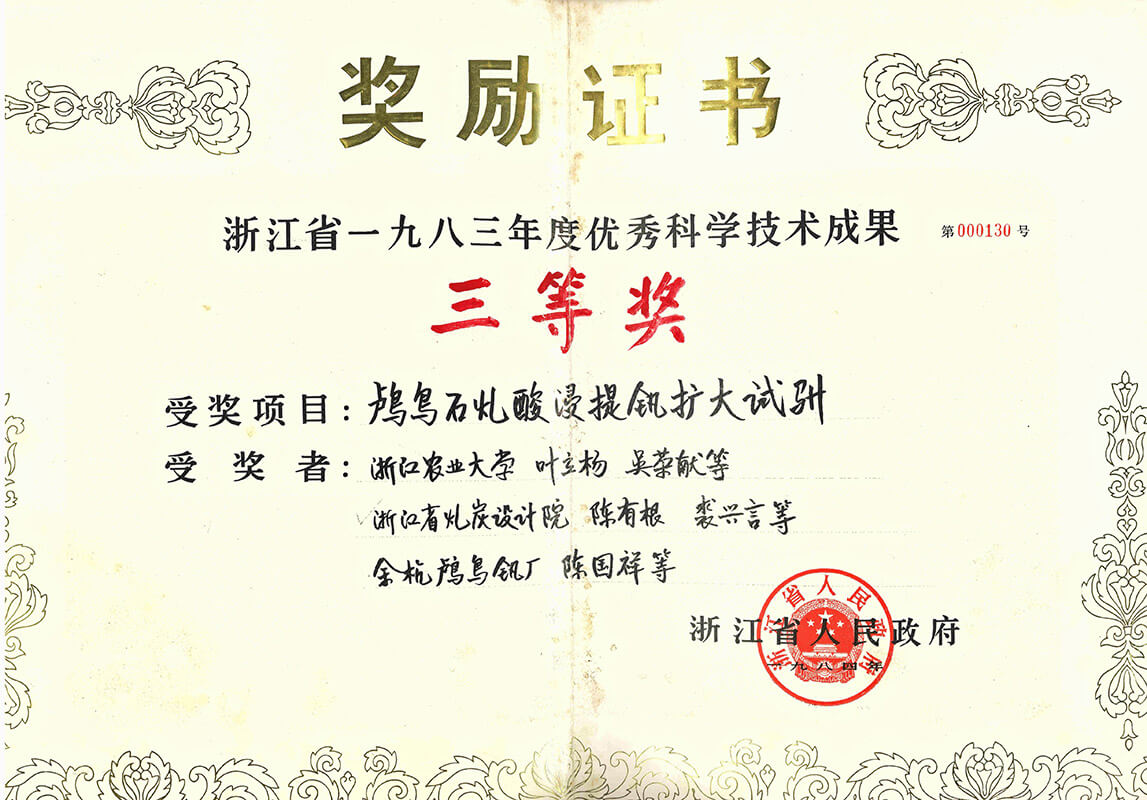 奖励证书
浙江省一九八三年度优秀科学技术成果 第000130号
三等奖
受奖项目：鸬鸟石煤酸浸提钒扩大试验
受奖者：浙江农业大学 叶立杨 吴荣献等
浙江省煤炭设计院 陈有根 裘兴言等
余杭鸬鸟钒厂 陈国祥等
浙江省人民政府
浙江省人民政府
一九八四年